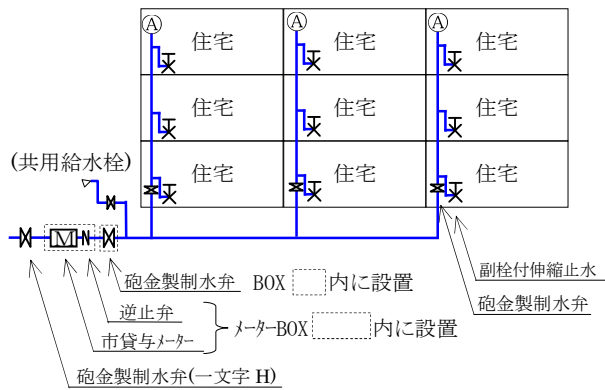 Ⓐ Ⓐ Ⓐ
住宅 住宅 住宅
住宅 住宅 住宅
住宅 住宅 住宅
(共用給水栓)
M
副栓付伸縮止水
砲金製制水弁 BOX 内に設置
砲金製制水弁
逆止弁
メーターBOX 内に設置
市貸与メーター
砲金製制水弁(一文字 H)